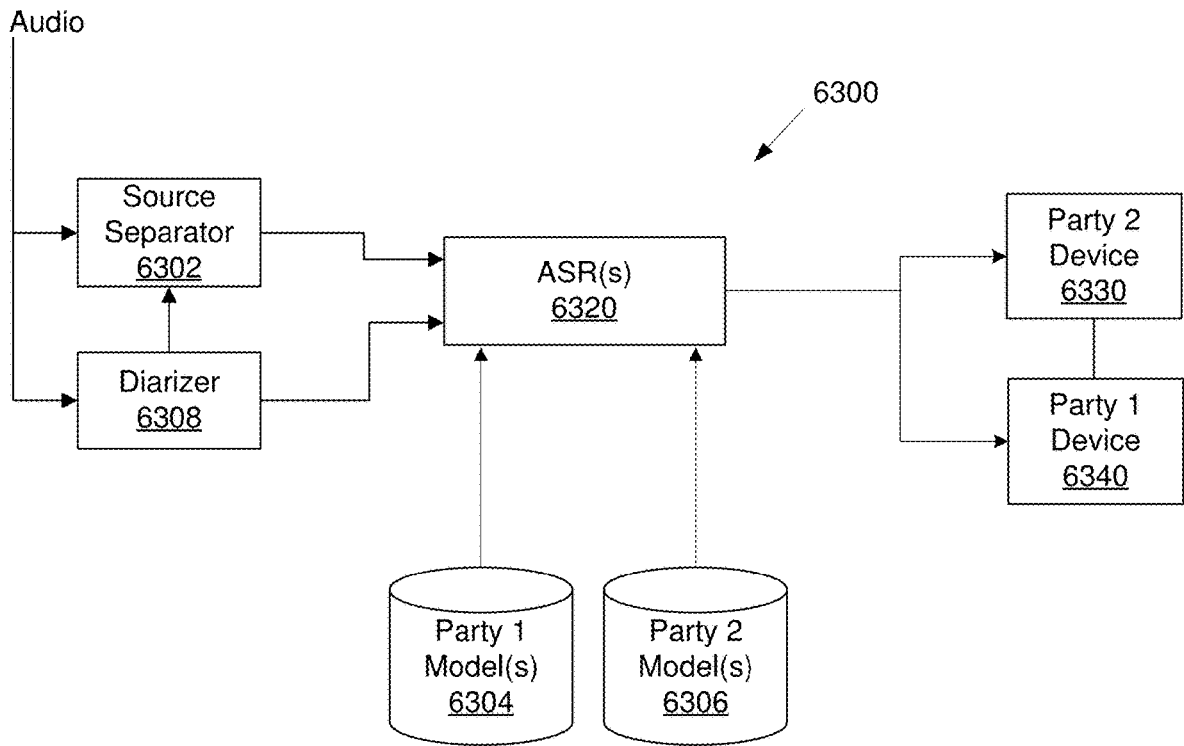 Audio
6300
Source
Separator
6302
Diarizer
6308
ASR(s)
6320
Party 2
Device
6330
Party 1
Device
6340
Party 1
Model(s)
6304
Party 2
Model(s)
6306